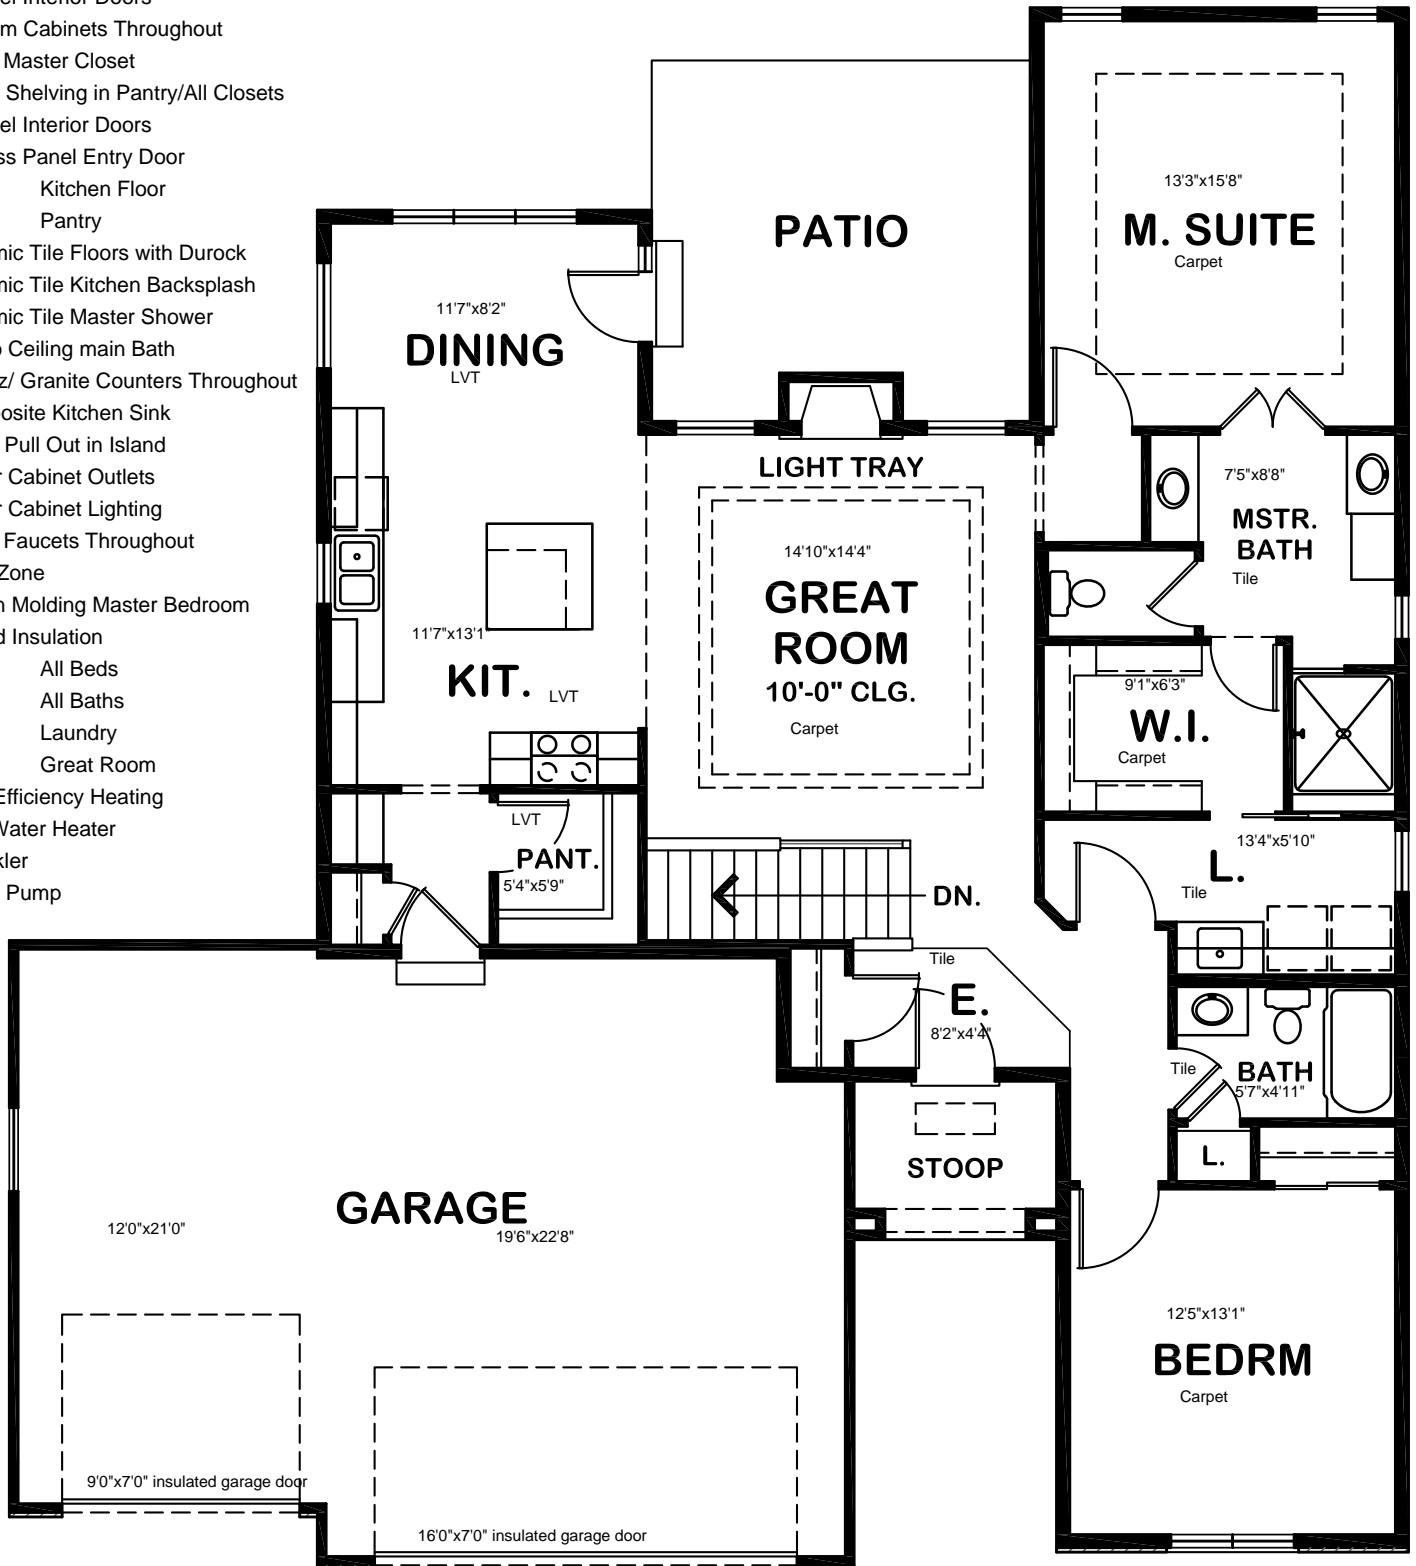 m Cabinets Throughout
Master Closet
Shelving in Pantry/All Closets
el Interior Doors
ss Panel Entry Door
Kitchen Floor
Pantry
mic Tile Floors with Durock
mic Tile Kitchen Backsplash
mic Tile Master Shower
Ceiling main Bath
z/ Granite Counters Throughout
osite Kitchen Sink
Pull Out in Island
r Cabinet Outlets
r Cabinet Lighting
Faucets Throughout
Zone
n Molding Master Bedroom
d Insulation
All Beds
All Baths
Laundry
Great Room
Efficiency Heating
Water Heater
kler
Pump
PATIO
13'3"x15'8"
M. SUITE
Carpet
11'7"x8'2"
DINING
LVT
LIGHT TRAY
7'5"x8'8"
MSTR.
BATH
Tile
14'10"x14'4"
GREAT
ROOM
10'-0" CLG.
Carpet
11'7"x13'1"
KIT.
LVT
9'1"x6'3"
W.I.
Carpet
LVT
PANT.
5'4"x5'9"
DN.
13'4"x5'10"
L.
Tile
Tile
E.
8'2"x4'4"
Tile
BATH
5'7"x4'11"
L.
STOOP
GARAGE
12'0"x21'0"
19'6"x22'8"
12'5"x13'1"
BEDRM
Carpet
9'0"x7'0" insulated garage door
16'0"x7'0" insulated garage door